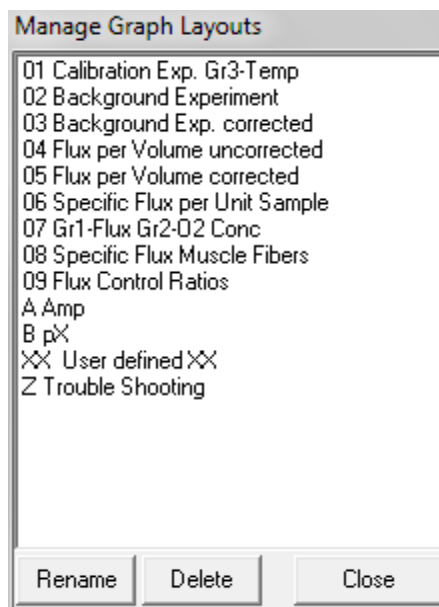 Manage Graph Layouts
01 Calibration Exp. Gr3-Temp
02 Background Experiment
03 Background Exp. corrected
04 Flux per Volume uncorrected
05 Flux per Volume corrected
06 Specific Flux per Unit Sample
07 Gr1-Flux Gr2-O2 Conc
08 Specific Flux Muscle Fibers
09 Flux Control Ratios
A Amp
B pX
XX  User defined XX
Z Trouble Shooting
Rename Delete Close